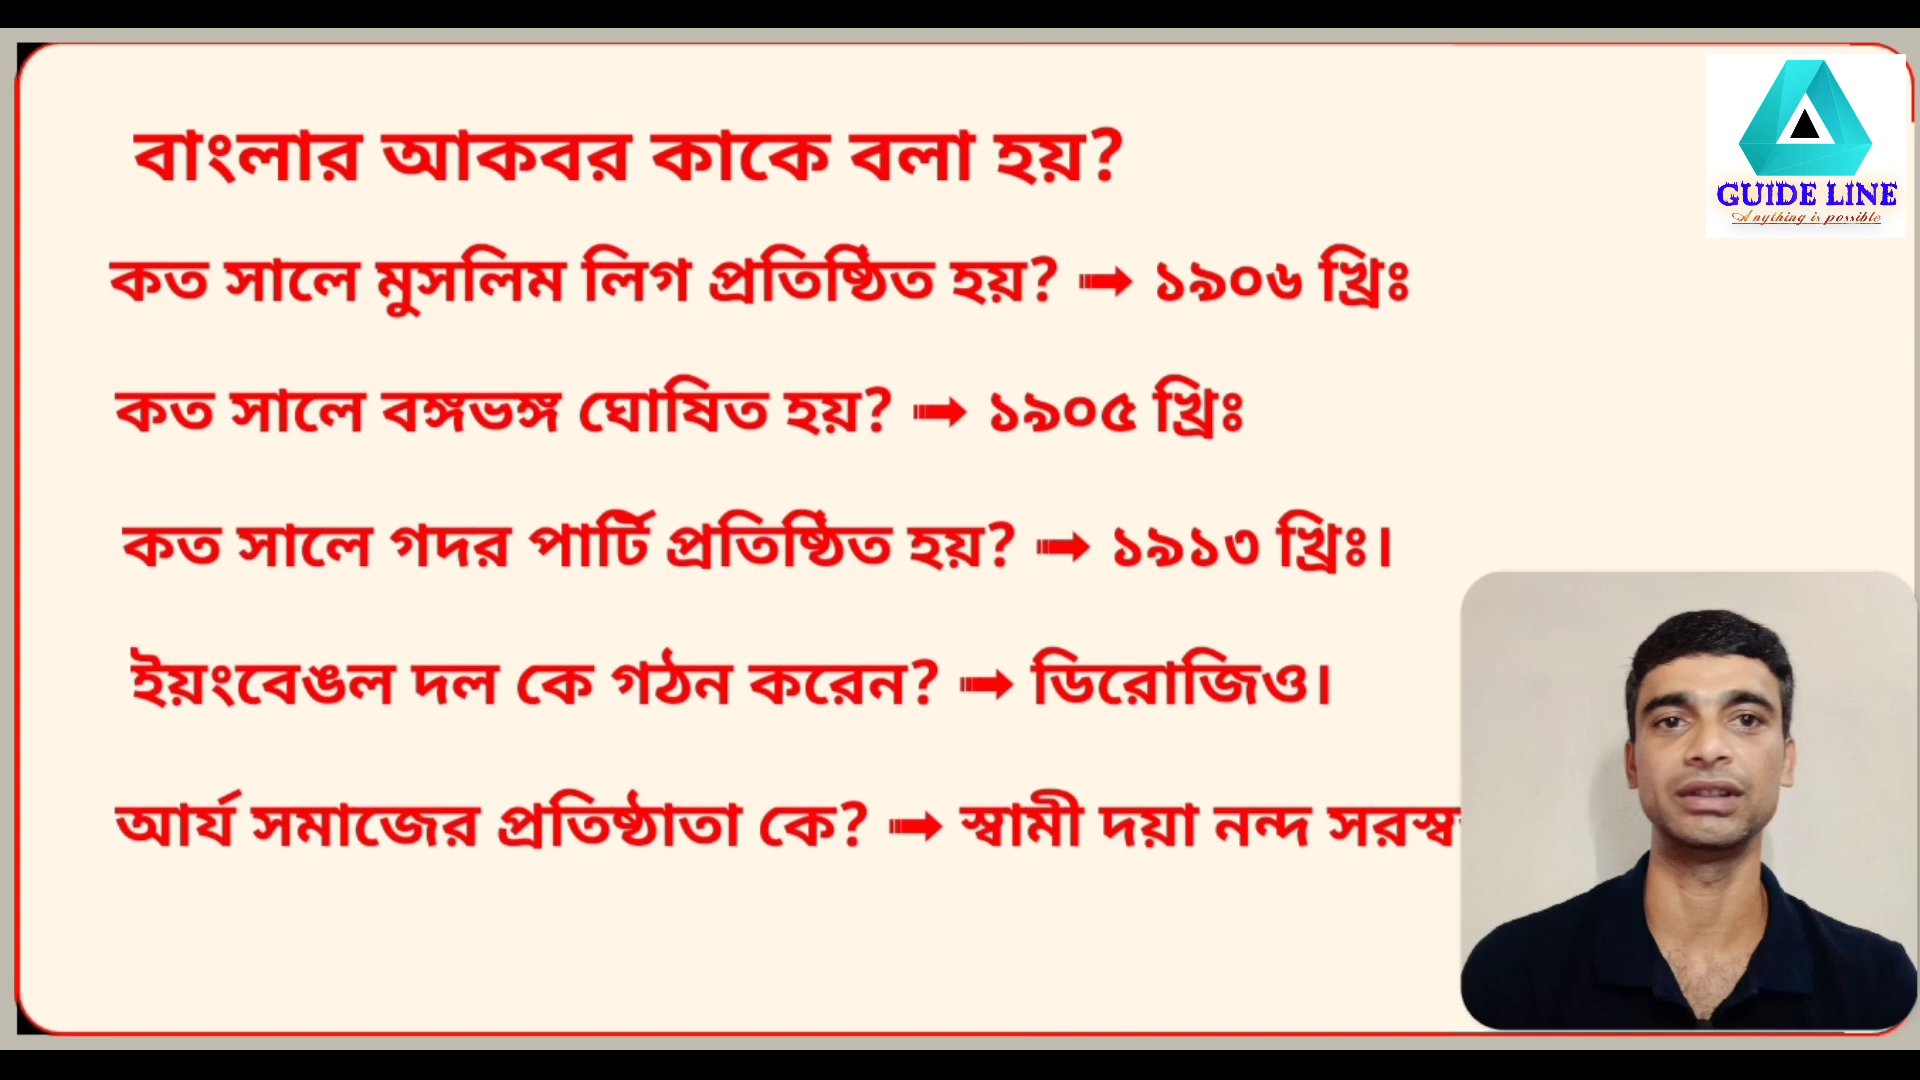 বাংলার আকবর কাকে বলা হয়?
কত সালে মুসলিম লিগ প্রতিষ্ঠিত হয়? ➟ ১৯০৬ খ্রিঃ
কত সালে বঙ্গভঙ্গ ঘোষিত হয়? ➟ ১৯০৫ খ্রিঃ
কত সালে গদর পার্টি প্রতিষ্ঠিত হয়? ➟ ১৯১৩ খ্রিঃ।
ইয়ংবেঙল দল কে গঠন করেন? ➟ ডিরোজিও।
আর্য সমাজের প্রতিষ্ঠাতা কে? ➟ স্বামী দয়া নন্দ
GUIDE LINE
Anything is possible